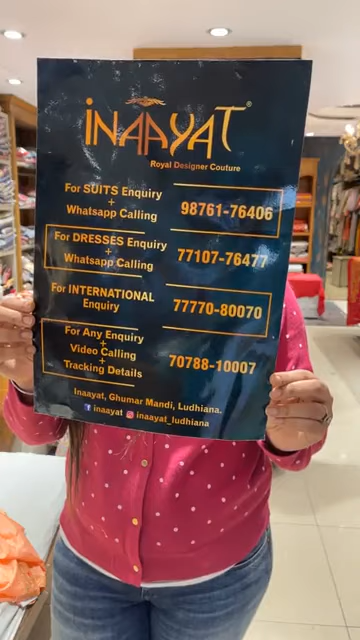 iNAAYAT®
Royal Designer Couture
For SUITS Enquiry
+
Whatsapp Calling
98761-76406
For DRESSES Enquiry
+
Whatsapp Calling
77107-76477
For INTERNATIONAL
Enquiry
77770-80070
For Any Enquiry
+
Video Calling
+
Tracking Details
70788-10007
Inaayat, Ghumar Mandi, Ludhiana.
f inaayat inaayat_ludhiana